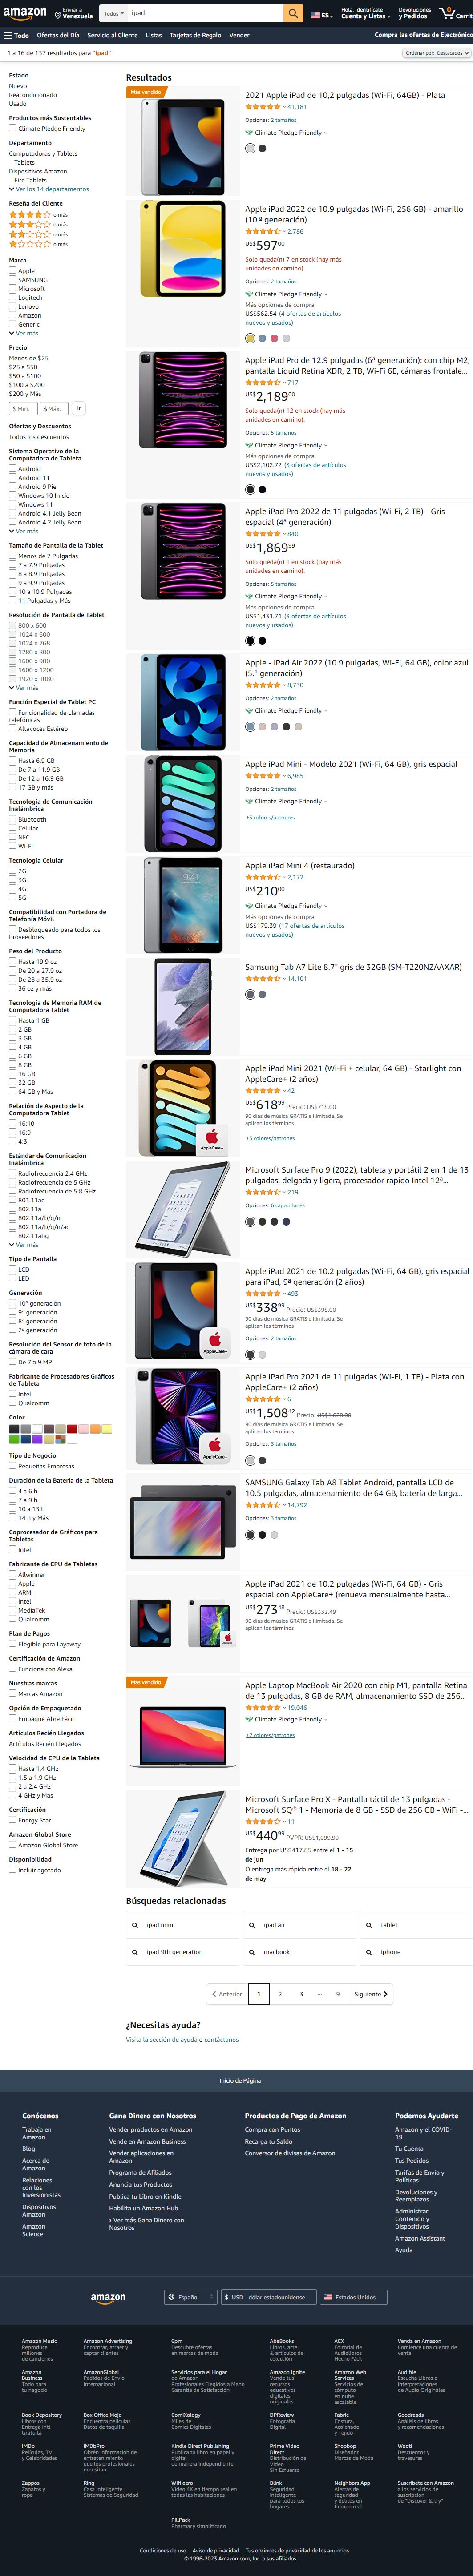 amazon
Enviar a
Venezuela
Todos
ipad
ES
Hola, Identifícate
Cuenta y Listas
Devoluciones
y Pedidos
0
Carrito
Todo
Ofertas del Día
Servicio al Cliente
Listas
Tarjetas de Regalo
Vender
Compra las ofertas de Electrónicos
1 a 16 de 137 resultados para "ipad"
Ordenar por: Destacados
Estado
Nuevo
Reacondicionado
Usado
Productos más Sustentables
Climate Pledge Friendly
Departamento
Computadoras y Tablets
Tablets
Dispositivos Amazon
Fire Tablets
Ver los 14 departamentos
Reseña del Cliente
o más
o más
o más
o más
Marca
Apple
SAMSUNG
Microsoft
Logitech
Lenovo
Amazon
Generic
Ver más
Precio
Menos de $25
$25 a $50
$50 a $100
$100 a $200
$200 y Más
$ Mín.
$ Máx.
Ir
Ofertas y Descuentos
Todos los descuentos
Sistema Operativo de la
Computadora de Tableta
Android
Android 11
Android 9 Pie
Windows 10 Inicio
Windows 11
Android 4.1 Jelly Bean
Android 4.2 Jelly Bean
Ver más
Tamaño de Pantalla de la Tablet
Menos de 7 Pulgadas
7 a 7.9 Pulgadas
8 a 8.9 Pulgadas
9 a 9.9 Pulgadas
10 a 10.9 Pulgadas
11 Pulgadas y Más
Resolución de Pantalla de Tablet
800 x 600
1024 x 600
1024 x 768
1280 x 800
1600 x 900
1600 x 1200
1920 x 1080
Ver más
Función Especial de Tablet PC
Funcionalidad de Llamadas
telefónicas
Altavoces Estéreo
Capacidad de Almacenamiento de
Memoria
Hasta 6.9 GB
De 7 a 11.9 GB
De 12 a 16.9 GB
17 GB y más
Tecnología de Comunicación
Inalámbrica
Bluetooth
Celular
NFC
Wi-Fi
Tecnología Celular
2G
3G
4G
5G
Compatibilidad con Portadora de
Telefonía Móvil
Desbloqueado para todos los
Proveedores
Peso del Producto
Hasta 19.9 oz
De 20 a 27.9 oz
De 28 a 35.9 oz
36 oz y más
Tecnología de Memoria RAM de
Computadora Tablet
Hasta 1 GB
2 GB
3 GB
4 GB
6 GB
8 GB
16 GB
32 GB
64 GB y Más
Relación de Aspecto de la
Computadora Tablet
16:10
16:9
4:3
Estándar de Comunicación
Inalámbrica
Radiofrecuencia 2.4 GHz
Radiofrecuencia de 5 GHz
Radiofrecuencia de 5.8 GHz
801.11ac
802.11a
802.11a/b/g/n
802.11a/b/g/n/ac
802.11abg
Ver más
Tipo de Pantalla
LCD
LED
Generación
10ª generación
9ª generación
8ª generación
2ª generación
Resolución del Sensor de foto de la
cámara de cara
De 7 a 9 MP
Fabricante de Procesadores Gráficos
de Tableta
Intel
Qualcomm
Color
Tipo de Negocio
Pequeñas Empresas
Duración de la Batería de la Tableta
4 a 6 h
7 a 9 h
10 a 13 h
14 h y Más
Coprocesador de Gráficos para
Tabletas
Intel
Fabricante de CPU de Tabletas
Allwinner
Apple
ARM
Intel
MediaTek
Qualcomm
Plan de Pagos
Elegible para Layaway
Certificación de Amazon
Funciona con Alexa
Nuestras marcas
Marcas Amazon
Opción de Empaquetado
Empaque Abre Fácil
Artículos Recién Llegados
Artículos Recién Llegados
Velocidad de CPU de la Tableta
Hasta 1.4 GHz
1.5 a 1.9 GHz
2 a 2.4 GHz
4 GHz y Más
Certificación
Energy Star
Amazon Global Store
Amazon Global Store
Disponibilidad
Incluir agotado
Resultados
Más vendido
2021 Apple iPad de 10,2 pulgadas (Wi-Fi, 64GB) - Plata
41,181
Opciones: 2 tamaños
Climate Pledge Friendly
Apple iPad 2022 de 10.9 pulgadas (Wi-Fi, 256 GB) - amarillo
(10.ª generación)
2,786
US$597 00
Solo queda(n) 7 en stock (hay más
unidades en camino).
Opciones: 2 tamaños
Climate Pledge Friendly
Más opciones de compra
US$562.54 (4 ofertas de artículos
nuevos y usados)
Apple iPad Pro de 12.9 pulgadas (6ª generación): con chip M2,
pantalla Liquid Retina XDR, 2 TB, Wi-Fi 6E, cámaras frontale...
717
US$2,189 00
Solo queda(n) 12 en stock (hay más
unidades en camino).
Opciones: 5 tamaños
Climate Pledge Friendly
Más opciones de compra
US$2,102.72 (3 ofertas de artículos
nuevos y usados)
Apple iPad Pro 2022 de 11 pulgadas (Wi-Fi, 2 TB) - Gris
espacial (4ª generación)
840
US$1,869 99
Solo queda(n) 1 en stock (hay más
unidades en camino).
Opciones: 5 tamaños
Climate Pledge Friendly
Más opciones de compra
US$1,431.71 (3 ofertas de artículos
nuevos y usados)
Apple - iPad Air 2022 (10.9 pulgadas, Wi-Fi, 64 GB), color azul
(5.ª generación)
8,730
Opciones: 2 tamaños
Climate Pledge Friendly
Apple iPad Mini - Modelo 2021 (Wi-Fi, 64 GB), gris espacial
6,985
Opciones: 2 tamaños
Climate Pledge Friendly
+3 colores/patrones
Apple iPad Mini 4 (restaurado)
2,172
US$210 00
Climate Pledge Friendly
Más opciones de compra
US$179.39 (17 ofertas de artículos
nuevos y usados)
Samsung Tab A7 Lite 8.7" gris de 32GB (SM-T220NZAAXAR)
14,101
Apple iPad Mini 2021 (Wi-Fi + celular, 64 GB) - Starlight con
AppleCare+ (2 años)
42
US$618 99 Precio: US$718.00
90 días de música GRATIS e ilimitada. Se
aplican los términos
+3 colores/patrones
AppleCare+
Microsoft Surface Pro 9 (2022), tableta y portátil 2 en 1 de 13
pulgadas, delgada y ligera, procesador rápido Intel 12ª...
219
Opciones: 6 capacidades
Apple iPad 2021 de 10.2 pulgadas (Wi-Fi, 64 GB), gris espacial
para iPad, 9ª generación (2 años)
493
US$338 99 Precio: US$398.00
90 días de música GRATIS e ilimitada. Se
aplican los términos
Opciones: 2 tamaños
AppleCare+
Apple iPad Pro 2021 de 11 pulgadas (Wi-Fi, 1 TB) - Plata con
AppleCare+ (2 años)
6
US$1,508 42 Precio: US$1,628.00
90 días de música GRATIS e ilimitada. Se
aplican los términos
Opciones: 3 tamaños
AppleCare+
SAMSUNG Galaxy Tab A8 Tablet Android, pantalla LCD de
10.5 pulgadas, almacenamiento de 64 GB, batería de larga...
14,792
Opciones: 3 tamaños
Apple iPad 2021 de 10.2 pulgadas (Wi-Fi, 64 GB) - Gris
espacial con AppleCare+ (renueva mensualmente hasta...
US$273 48 Precio: US$332.49
90 días de música GRATIS e ilimitada. Se
aplican los términos
Más vendido
Apple Laptop MacBook Air 2020 con chip M1, pantalla Retina
de 13 pulgadas, 8 GB de RAM, almacenamiento SSD de 256...
19,046
Climate Pledge Friendly
+2 colores/patrones
Microsoft Surface Pro X - Pantalla táctil de 13 pulgadas -
Microsoft SQ® 1 - Memoria de 8 GB - SSD de 256 GB - WiFi -...
11
US$440 99 PVPR: US$1,099.99
Entrega por US$417.85 entre el 1 - 15
de jun
O entrega más rápida entre el 18 - 22
de may
Búsquedas relacionadas
ipad mini
ipad air
tablet
ipad 9th generation
macbook
iphone
Anterior
1
2
3
...
9
Siguiente
¿Necesitas ayuda?
Visita la sección de ayuda o contáctanos
Inicio de Página
Conócenos
Trabaja en
Amazon
Blog
Acerca de
Amazon
Relaciones
con los
Inversionistas
Dispositivos
Amazon
Amazon
Science
Gana Dinero con Nosotros
Vender productos en Amazon
Vende en Amazon Business
Vender aplicaciones en
Amazon
Programa de Afiliados
Anuncia tus Productos
Publica tu Libro en Kindle
Habilita un Amazon Hub
› Ver más Gana Dinero con
Nosotros
Productos de Pago de Amazon
Compra con Puntos
Recarga tu Saldo
Conversor de divisas de Amazon
Podemos Ayudarte
Amazon y el COVID-
19
Tu Cuenta
Tus Pedidos
Tarifas de Envío y
Políticas
Devoluciones y
Reemplazos
Administrar
Contenido y
Dispositivos
Amazon Assistant
Ayuda
amazon
Español
$ USD - dólar estadounidense
Estados Unidos
Amazon Music
Reproduce
millones
de canciones
Amazon Advertising
Encontrar, atraer y
captar clientes
6pm
Descubre ofertas
en marcas de moda
AbeBooks
Libros, arte
& artículos de
colección
ACX
Editorial de
Audiolibros
Hecho Fácil
Venda en Amazon
Comience una cuenta de
venta
Amazon
Business
Todo para
tu negocio
AmazonGlobal
Pedidos de Envío
Internacional
Servicios para el Hogar
de Amazon
Profesionales Elegidos a Mano
Garantía de Satisfacción
Amazon Ignite
Vende tus
recursos
educativos
digitales
originales
Amazon Web
Services
Servicios de
cómputo
en nube
escalable
Audible
Escucha Libros e
Interpretaciones
de Audio Originales
Book Depository
Libros con
Entrega Intl
Gratuita
Box Office Mojo
Datos de taquilla
ComiXology
Miles de
Comics Digitales
DPReview
Fotografía
Digital
Fabric
Costura,
Acolchado
y Tejido
Goodreads
Análisis de libros
y recomendaciones
IMDb
Películas, TV
y Celebridades
IMDbPro
Obtén información de
entretenimiento
que los profesionales
necesitan
Kindle Direct Publishing
Publica tu libro en papel y
digital
de manera independiente
Prime Video
Direct
Distribución de
Video
Sin Esfuerzo
Shopbop
Diseñador
Marcas de Moda
Woot!
Descuentos y
travesuras
Zappos
Zapatos y
ropa
Ring
Casa Inteligente
Sistemas de Seguridad
Wifi eero
Video 4K en tiempo real en
todas las habitaciones
Blink
Seguridad
inteligente
para todos los
hogares
Neighbors App
Alertas de
seguridad
y delitos en
tiempo real
Suscríbete con Amazon
a los servicios de
suscripción
de "Discover & try"
PillPack
Pharmacy simplificado
Condiciones de uso
Aviso de privacidad
Tus opciones de privacidad de los anuncios
© 1996-2023 Amazon.com, Inc. o sus afiliados